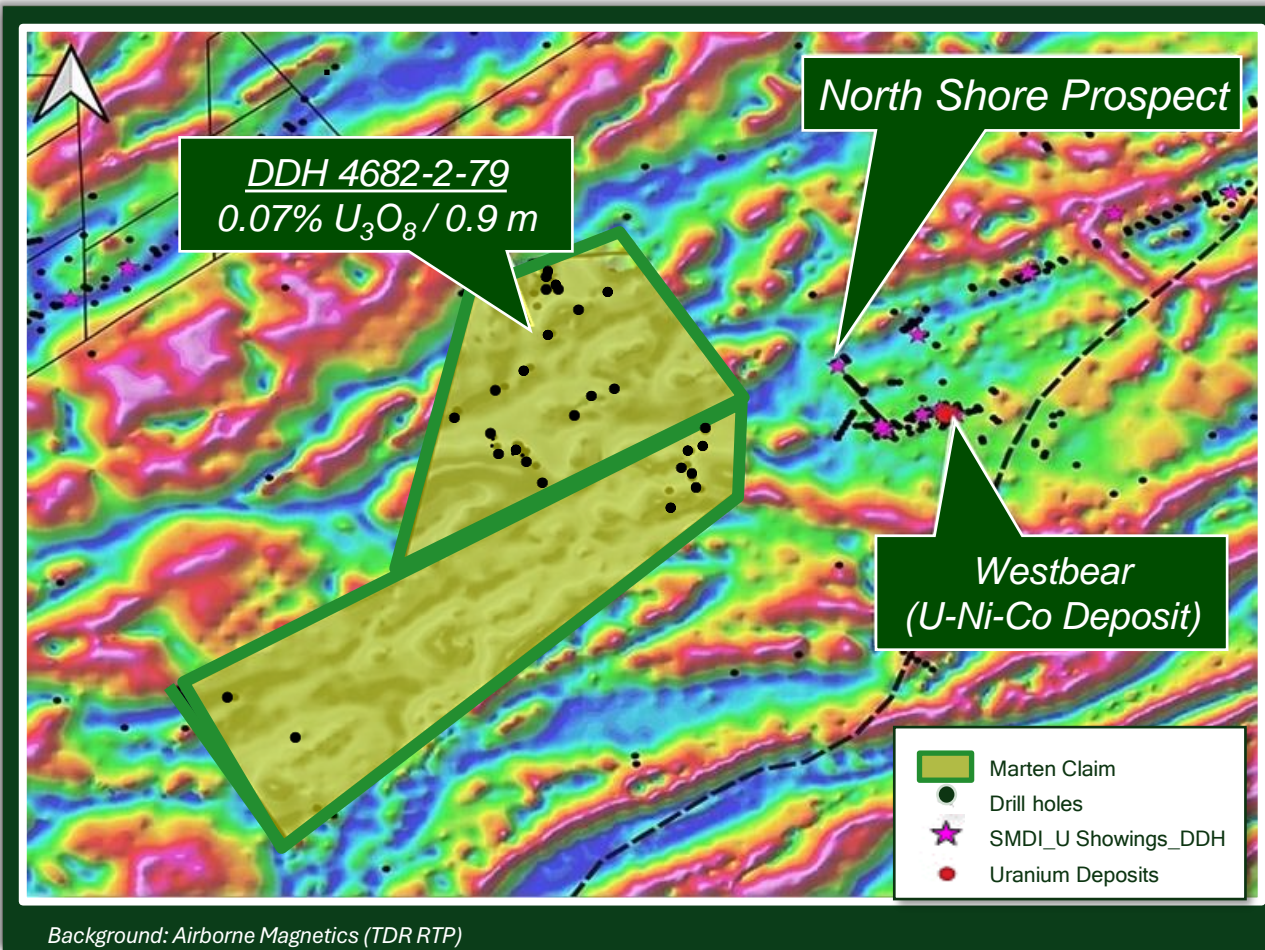 North Shore Prospect
DDH 4682-2-79
0.07% U₃O₈ / 0.9 m
Westbear
(U-Ni-Co Deposit)
Marten Claim
Drill holes
SMDI_U Showings_DDH
Uranium Deposits
Background: Airborne Magnetics (TDR RTP)